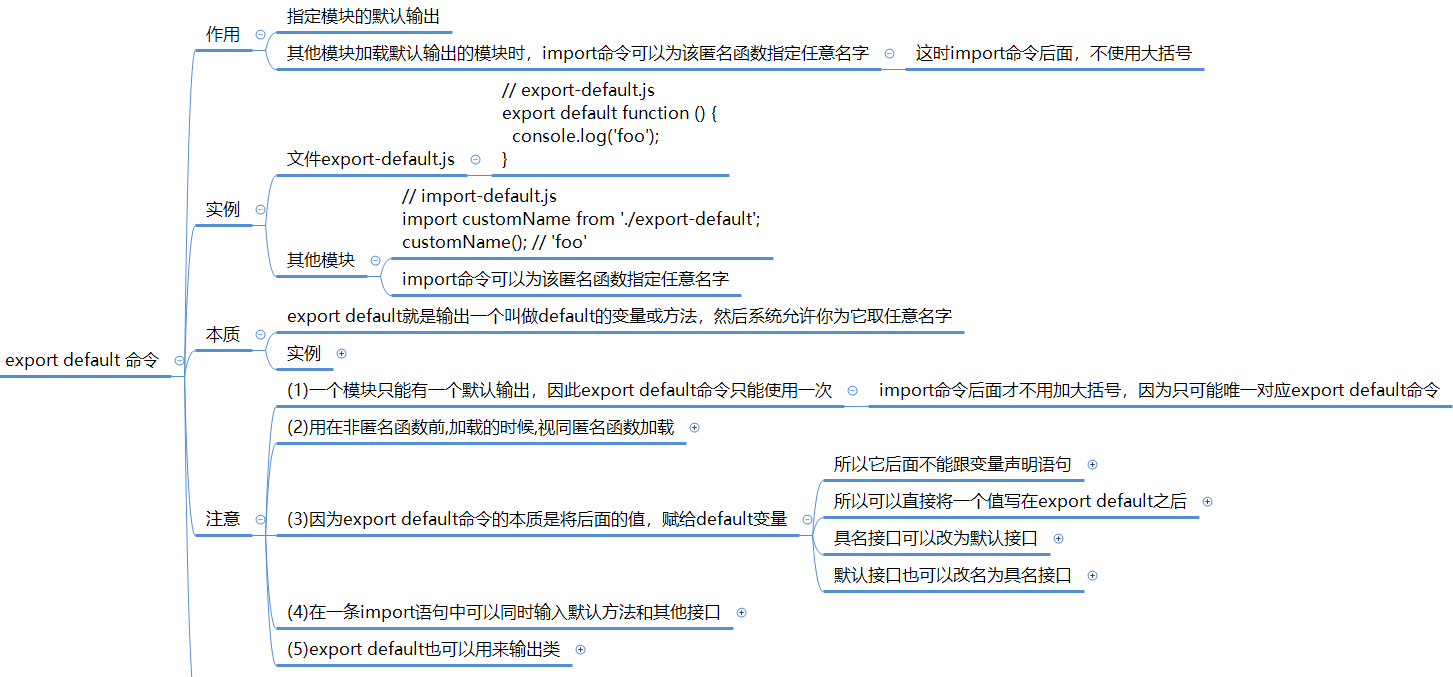 export default 命令
作用
指定模块的默认输出
其他模块加载默认输出的模块时，import命令可以为该匿名函数指定任意名字
这时import命令后面，不使用大括号
实例
文件export-default.js
// export-default.js
export default function () {
  console.log('foo');
}
其他模块
// import-default.js
import customName from './export-default';
customName(); // 'foo'
import命令可以为该匿名函数指定任意名字
本质
export default就是输出一个叫做default的变量或方法，然后系统允许你为它取任意名字
实例
注意
(1)一个模块只能有一个默认输出，因此export default命令只能使用一次
import命令后面才不用加大括号，因为只可能唯一对应export default命令
(2)用在非匿名函数前,加载的时候,视同匿名函数加载
(3)因为export default命令的本质是将后面的值，赋给default变量
所以它后面不能跟变量声明语句
所以可以直接将一个值写在export default之后
具名接口可以改为默认接口
默认接口也可以改名为具名接口
(4)在一条import语句中可以同时输入默认方法和其他接口
(5)export default也可以用来输出类